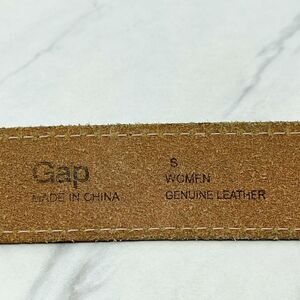 Gap
MADE IN CHINA
S
WOMEN
GENUINE LEATHER